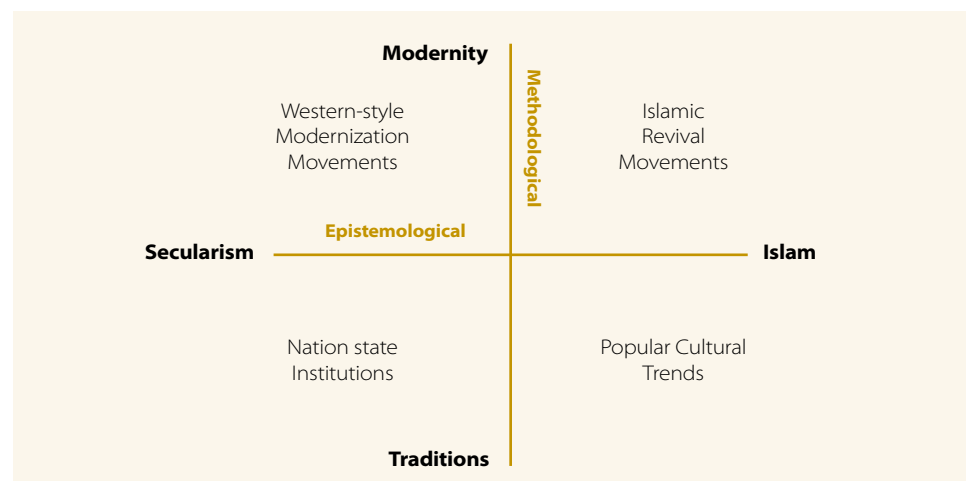 Modernity
Methodological
Western-style
Modernization
Movements
Islamic
Revival
Movements
Epistemological
Secularism
Islam
Nation state
Institutions
Popular Cultural
Trends
Traditions